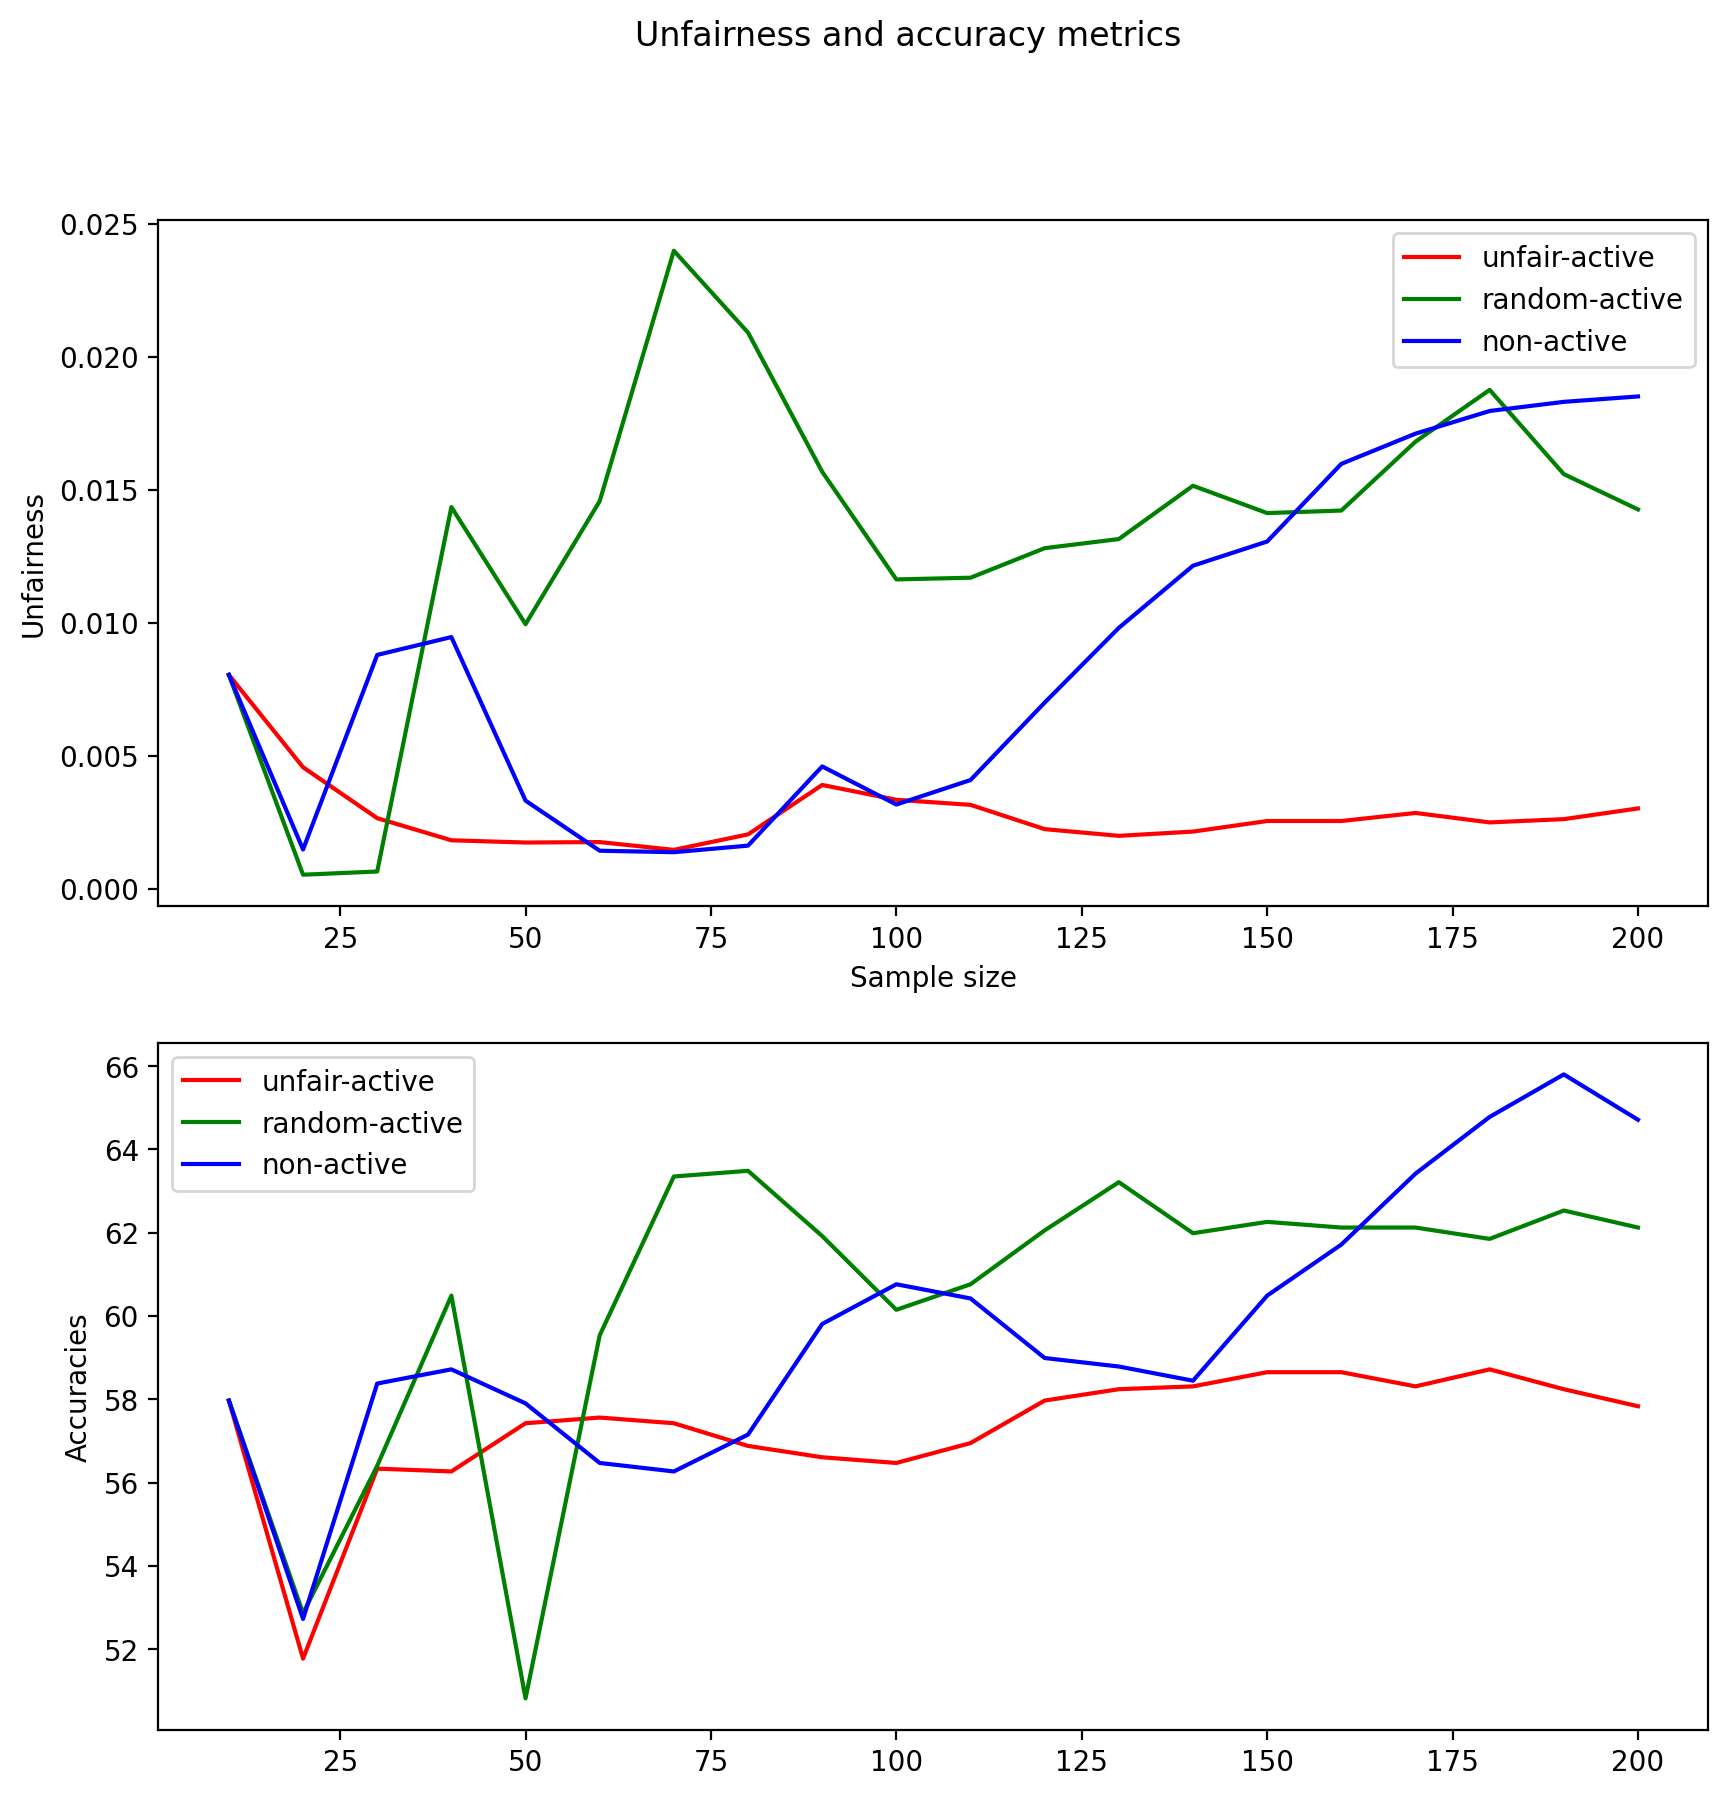 Unfairness and accuracy metrics
0.025
0.020
0.015
0.010
0.005
0.000
Unfairness
unfair-active
random-active
non-active
25 50 75 100 125 150 175 200
Sample size
66
64
62
60
58
56
54
52
Accuracies
unfair-active
random-active
non-active
25 50 75 100 125 150 175 200